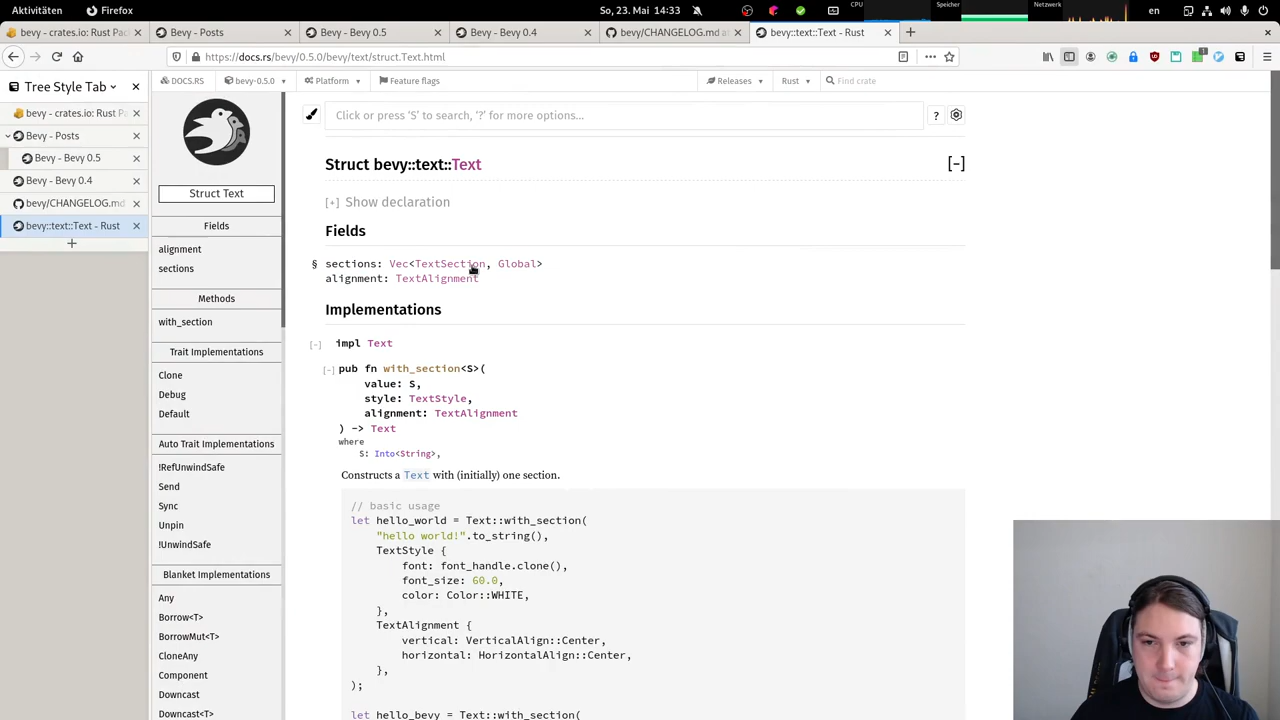 Aktivitäten
Firefox
So, 23. Mai 14:33
CPU
Speicher
Netzwerk
en
bevy - crates.io: Rust Pac
Bevy - Posts
Bevy - Bevy 0.5
Bevy - Bevy 0.4
bevy/CHANGELOG.md at
bevy::text::Text - Rust
https://docs.rs/bevy/0.5.0/bevy/text/struct.Text.html
Tree Style Tab
DOCS.RS
bevy-0.5.0
Platform
Feature flags
Releases
Rust
Find crate
bevy - crates.io: Rust P
Bevy - Posts
Bevy - Bevy 0.5
Bevy - Bevy 0.4
bevy/CHANGELOG.md
bevy::text::Text - Rust
Struct Text
Fields
alignment
sections
Methods
with_section
Trait Implementations
Clone
Debug
Default
Auto Trait Implementations
!RefUnwindSafe
Send
Sync
Unpin
!UnwindSafe
Blanket Implementations
Any
Borrow<T>
BorrowMut<T>
CloneAny
Component
Downcast
Downcast<T>
Click or press ‘S’ to search, ‘?’ for more options…
?
Struct bevy::text::Text
[-]
[+] Show declaration
Fields
§ sections: Vec<TextSection, Global>
alignment: TextAlignment
Implementations
[-] impl Text
[-] pub fn with_section<S>(
value: S,
style: TextStyle,
alignment: TextAlignment
) -> Text
where
S: Into<String>,
Constructs a Text with (initially) one section.
// basic usage
let hello_world = Text::with_section(
"hello world!".to_string(),
TextStyle {
font: font_handle.clone(),
font_size: 60.0,
color: Color::WHITE,
},
TextAlignment {
vertical: VerticalAlign::Center,
horizontal: HorizontalAlign::Center,
},
);
let hello_bevy = Text::with_section(